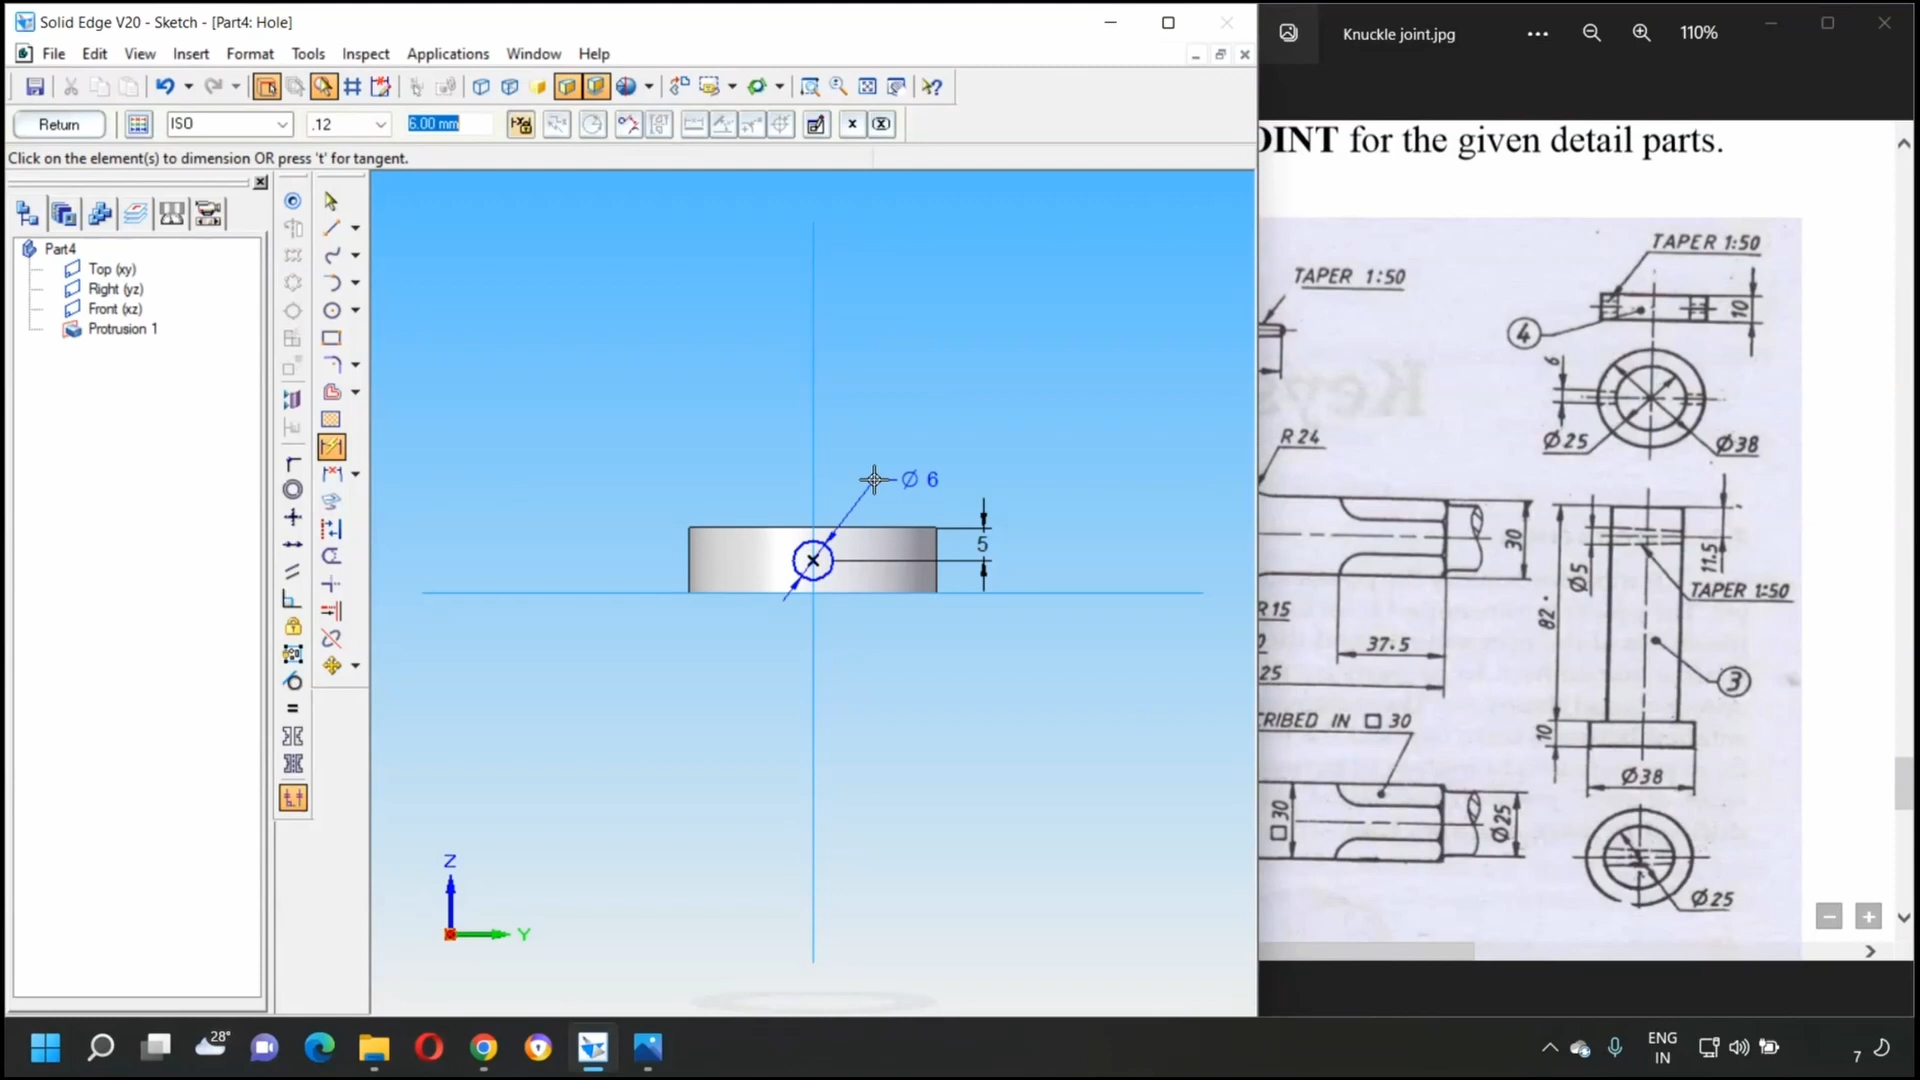 Solid Edge V20 - Sketch - [Part4: Hole]
File Edit View Insert Format Tools Inspect Applications Window Help
Return ISO .12 6.00 mm
Click on the element(s) to dimension OR press 't' for tangent.
Part4
Top (xy)
Right (yz)
Front (xz)
Protrusion 1
Ø 6
5
Z
Y
Knuckle joint.jpg
110%
OINT for the given detail parts.
TAPER 1:50
TAPER 1:50
10
4
6
Ø25
Ø38
R 24
30
Ø5
11.5
TAPER 1:50
82
R15
37.5
25
3
CRIBED IN □ 30
10
Ø38
□30
Ø25
Ø25
28°
ENG
IN
7